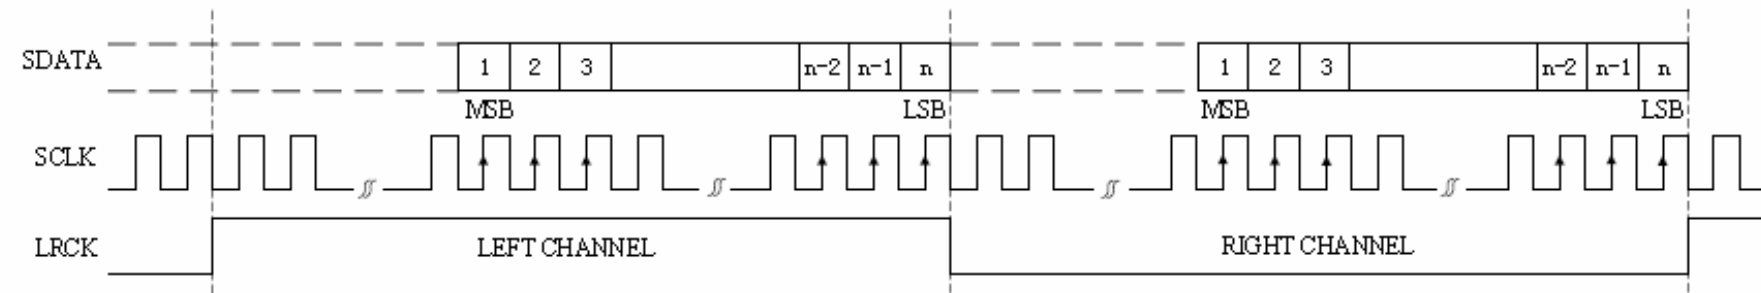 SDATA 1 2 3 n-2 n-1 n 1 2 3 n-2 n-1 n
MSB LSB MSB LSB
SCLK
LRCK LEFT CHANNEL RIGHT CHANNEL